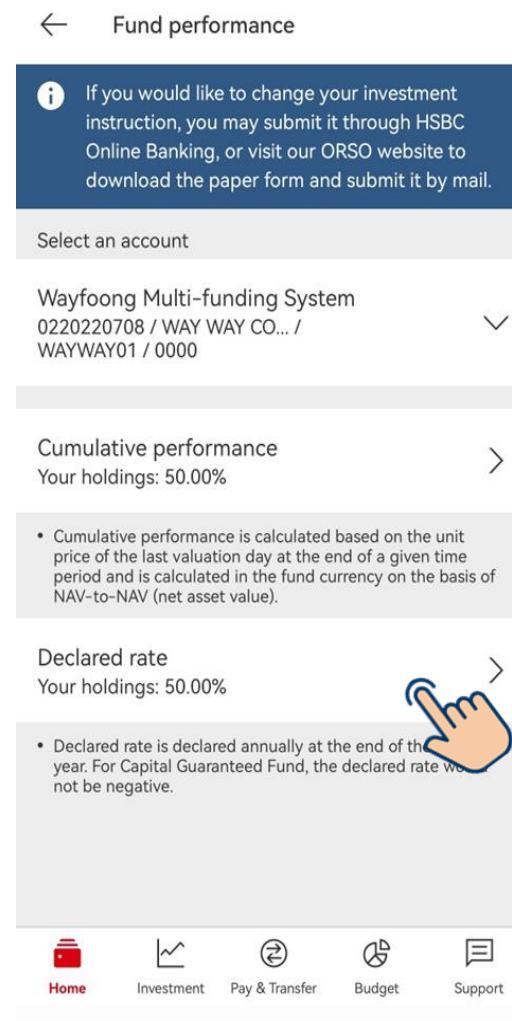 Fund performance
If you would like to change your investment
instruction, you may submit it through HSBC
Online Banking, or visit our ORSO website to
download the paper form and submit it by mail.
Select an account
Wayfoong Multi-funding System
0220220708 / WAY WAY CO... /
WAYWAY01 / 0000
Cumulative performance
Your holdings: 50.00%
• Cumulative performance is calculated based on the unit
price of the last valuation day at the end of a given time
period and is calculated in the fund currency on the basis of
NAV-to-NAV (net asset value).
Declared rate
Your holdings: 50.00%
• Declared rate is declared annually at the end of the
year. For Capital Guaranteed Fund, the declared rate
not be negative.
Home
Investment
Pay & Transfer
Budget
Support